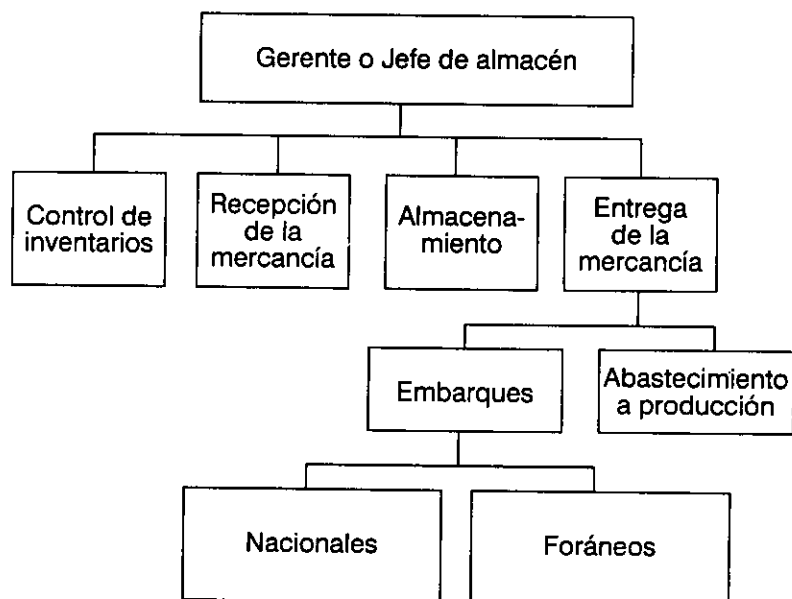 Gerente o Jefe de almacén
Control de
inventarios
Recepción
de la
mercancía
Almacena-
miento
Entrega
de la
mercancía
Embarques
Abastecimiento
a producción
Nacionales
Foráneos